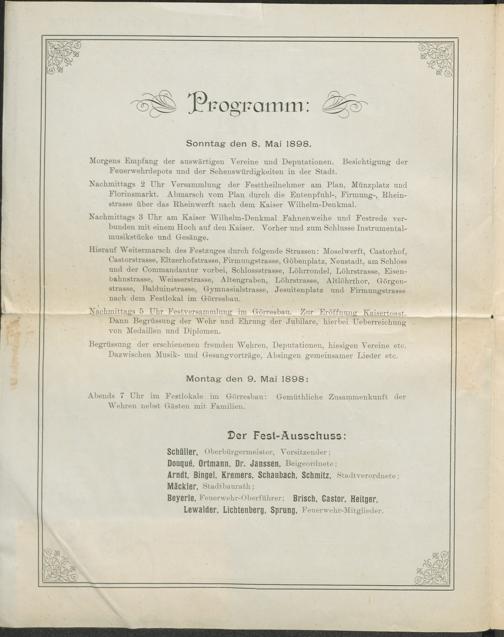 Programm:
Sonntag den 8. Mai 1898.
Morgens Empfang der auswärtigen Vereine und Deputationen. Besichtigung der
Feuerwehrdepots und der Sehenswürdigkeiten in der Stadt.
Nachmittags 2 Uhr Versammlung der Festtheilnehmer am Plan, Münzplatz und
Florinsmarkt. Abmarsch vom Plan durch die Entenpfuhl-, Firmung-, Rhein-
strasse über das Rheinwerft nach dem Kaiser Wilhelm-Denkmal.
Nachmittags 3 Uhr am Kaiser Wilhelm-Denkmal Fahnenweihe und Festrede ver-
bunden mit einem Hoch auf den Kaiser. Vorher und zum Schlusse Instrumental-
musikstücke und Gesänge.
Hierauf Weitermarsch des Festzuges durch folgende Strassen: Moselwerft, Castorhof,
Castorstrasse, Eltzerhofstrasse, Firmungstrasse, Göbenplatz, Neustadt, am Schloss
und der Commandantur vorbei, Schlossstrasse, Löhrrondel, Löhrstrasse, Eisen-
bahnstrasse, Weisserstrasse, Altengraben, Löhrstrasse, Altlöhrthor, Görgen-
strasse, Balduinstrasse, Gymnasialstrasse, Jesuitenplatz und Firmungstrasse
nach dem Festlokal im Görresbau.
Nachmittags 5 Uhr Festversammlung im Görresbau. Zur Eröffnung Kaisertoast.
Dann Begrüssung der Wehr und Ehrung der Jubilare, hierbei Ueberreichung
von Medaillen und Diplomen.
Begrüssung der erschienenen fremden Wehren, Deputationen, hiesigen Vereine etc.
Dazwischen Musik- und Gesangvorträge, Absingen gemeinsamer Lieder etc.
Montag den 9. Mai 1898:
Abends 7 Uhr im Festlokale im Görresbau: Gemüthliche Zusammenkunft der
Wehren nebst Gästen mit Familien.
Der Fest-Ausschuss:
Schüller, Oberbürgermeister, Vorsitzender;
Douqué, Ortmann, Dr. Janssen, Beigeordnete;
Arndt, Bingel, Kremers, Schaubach, Schmitz, Stadtverordnete;
Mäckler, Stadtbaurath;
Beyerle, Feuerwehr-Oberführer; Brisch, Castor, Heitger,
Lewalder, Lichtenberg, Sprung, Feuerwehr-Mitglieder.